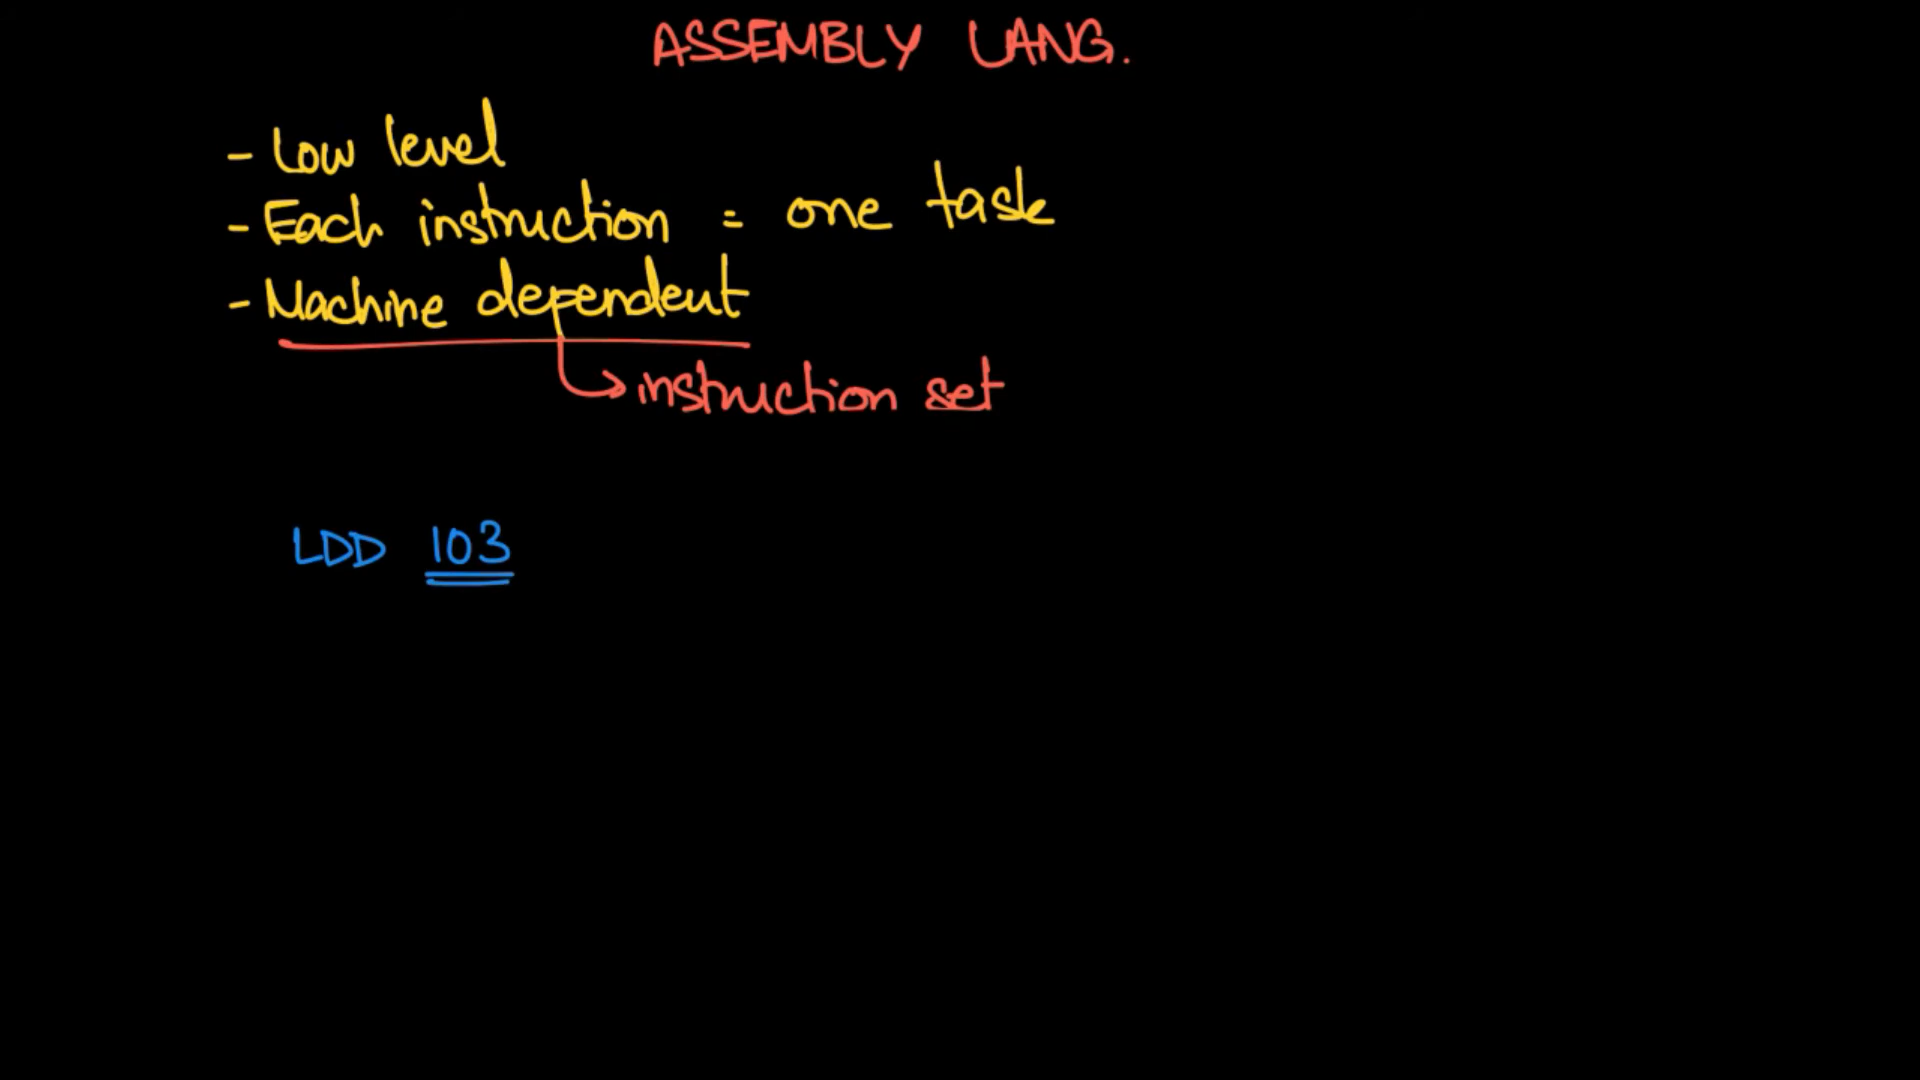 ASSEMBLY LANG.
- Low level
- Each instruction = one task
- Machine dependent
instruction set
LDD 103